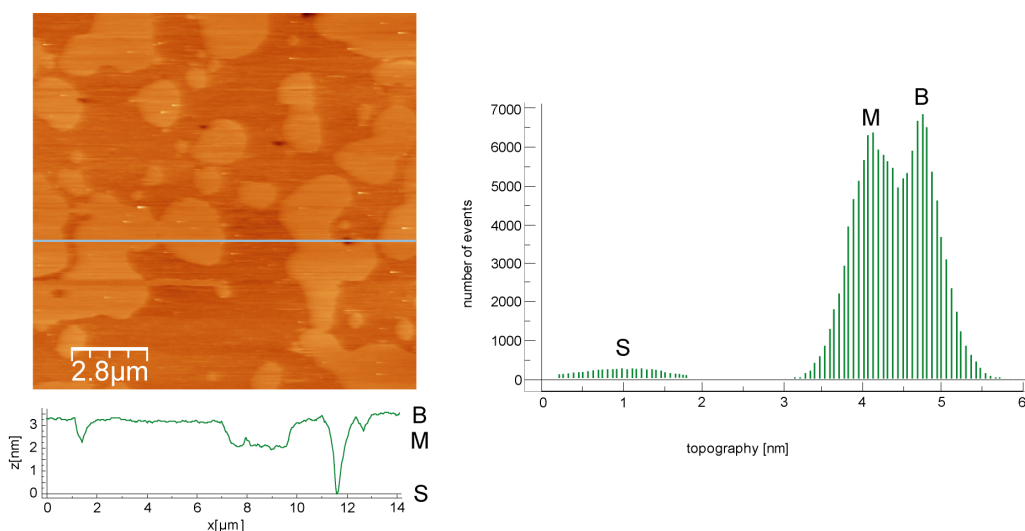 2.8µm
3
2
1
0
z[nm]
0 2 4 6 8 10 12 14
x[µm]
B
M
S
7000
6000
5000
4000
3000
2000
1000
0
number of events
S
M
B
0 1 2 3 4 5 6
topography [nm]